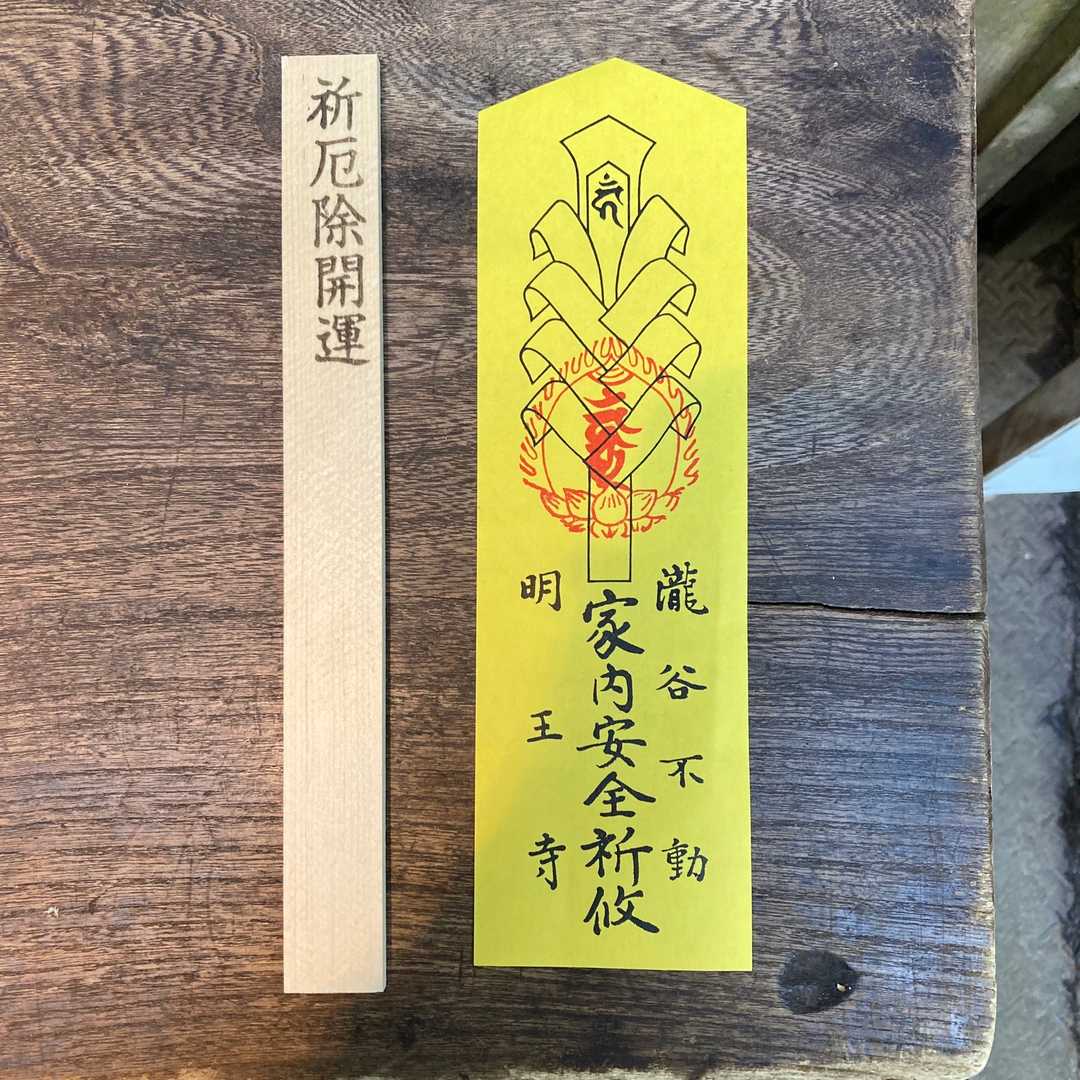 祈厄除開運
瀧谷不動
家内安全祈攸
明王寺